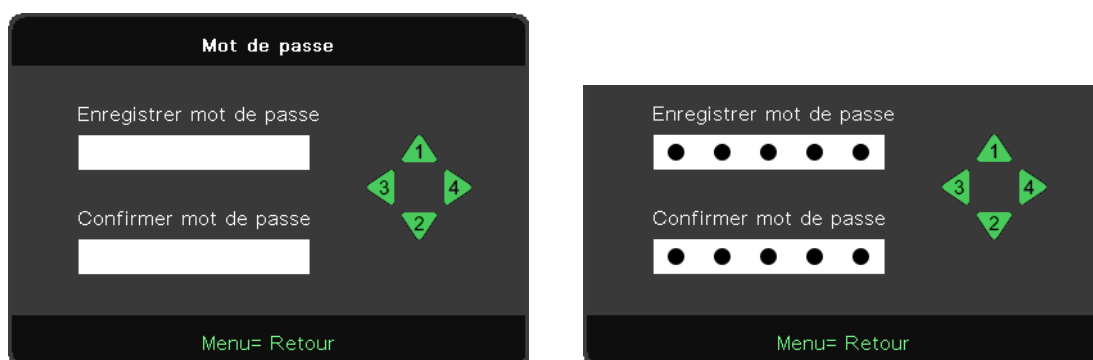 Mot de passe
Enregistrer mot de passe
1
3
4
Confirmer mot de passe
2
Menu= Retour
Enregistrer mot de passe
1
3
4
Confirmer mot de passe
2
Menu= Retour